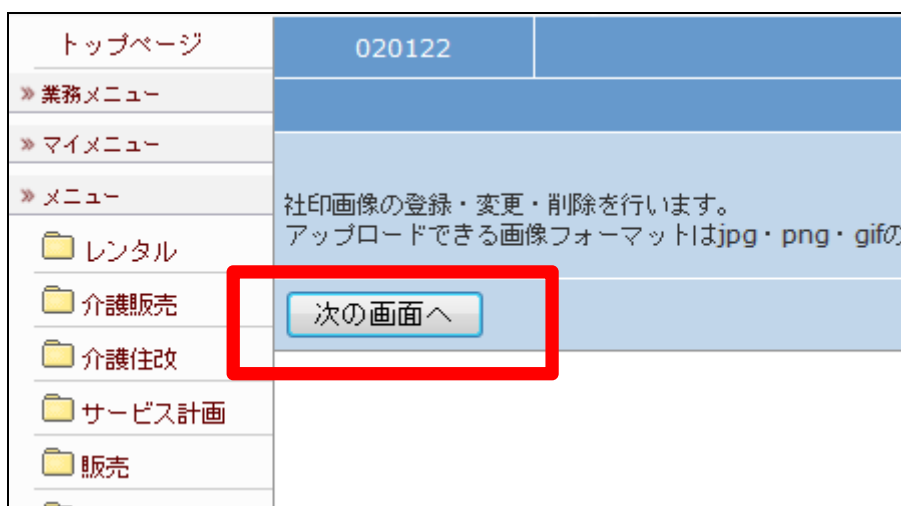 トップページ
020122
» 業務メニュー
» マイメニュー
» メニュー
社印画像の登録・変更・削除を行います。
アップロードできる画像フォーマットはjpg・png・gifの
レンタル
介護販売
次の画面へ
介護住改
サービス計画
販売